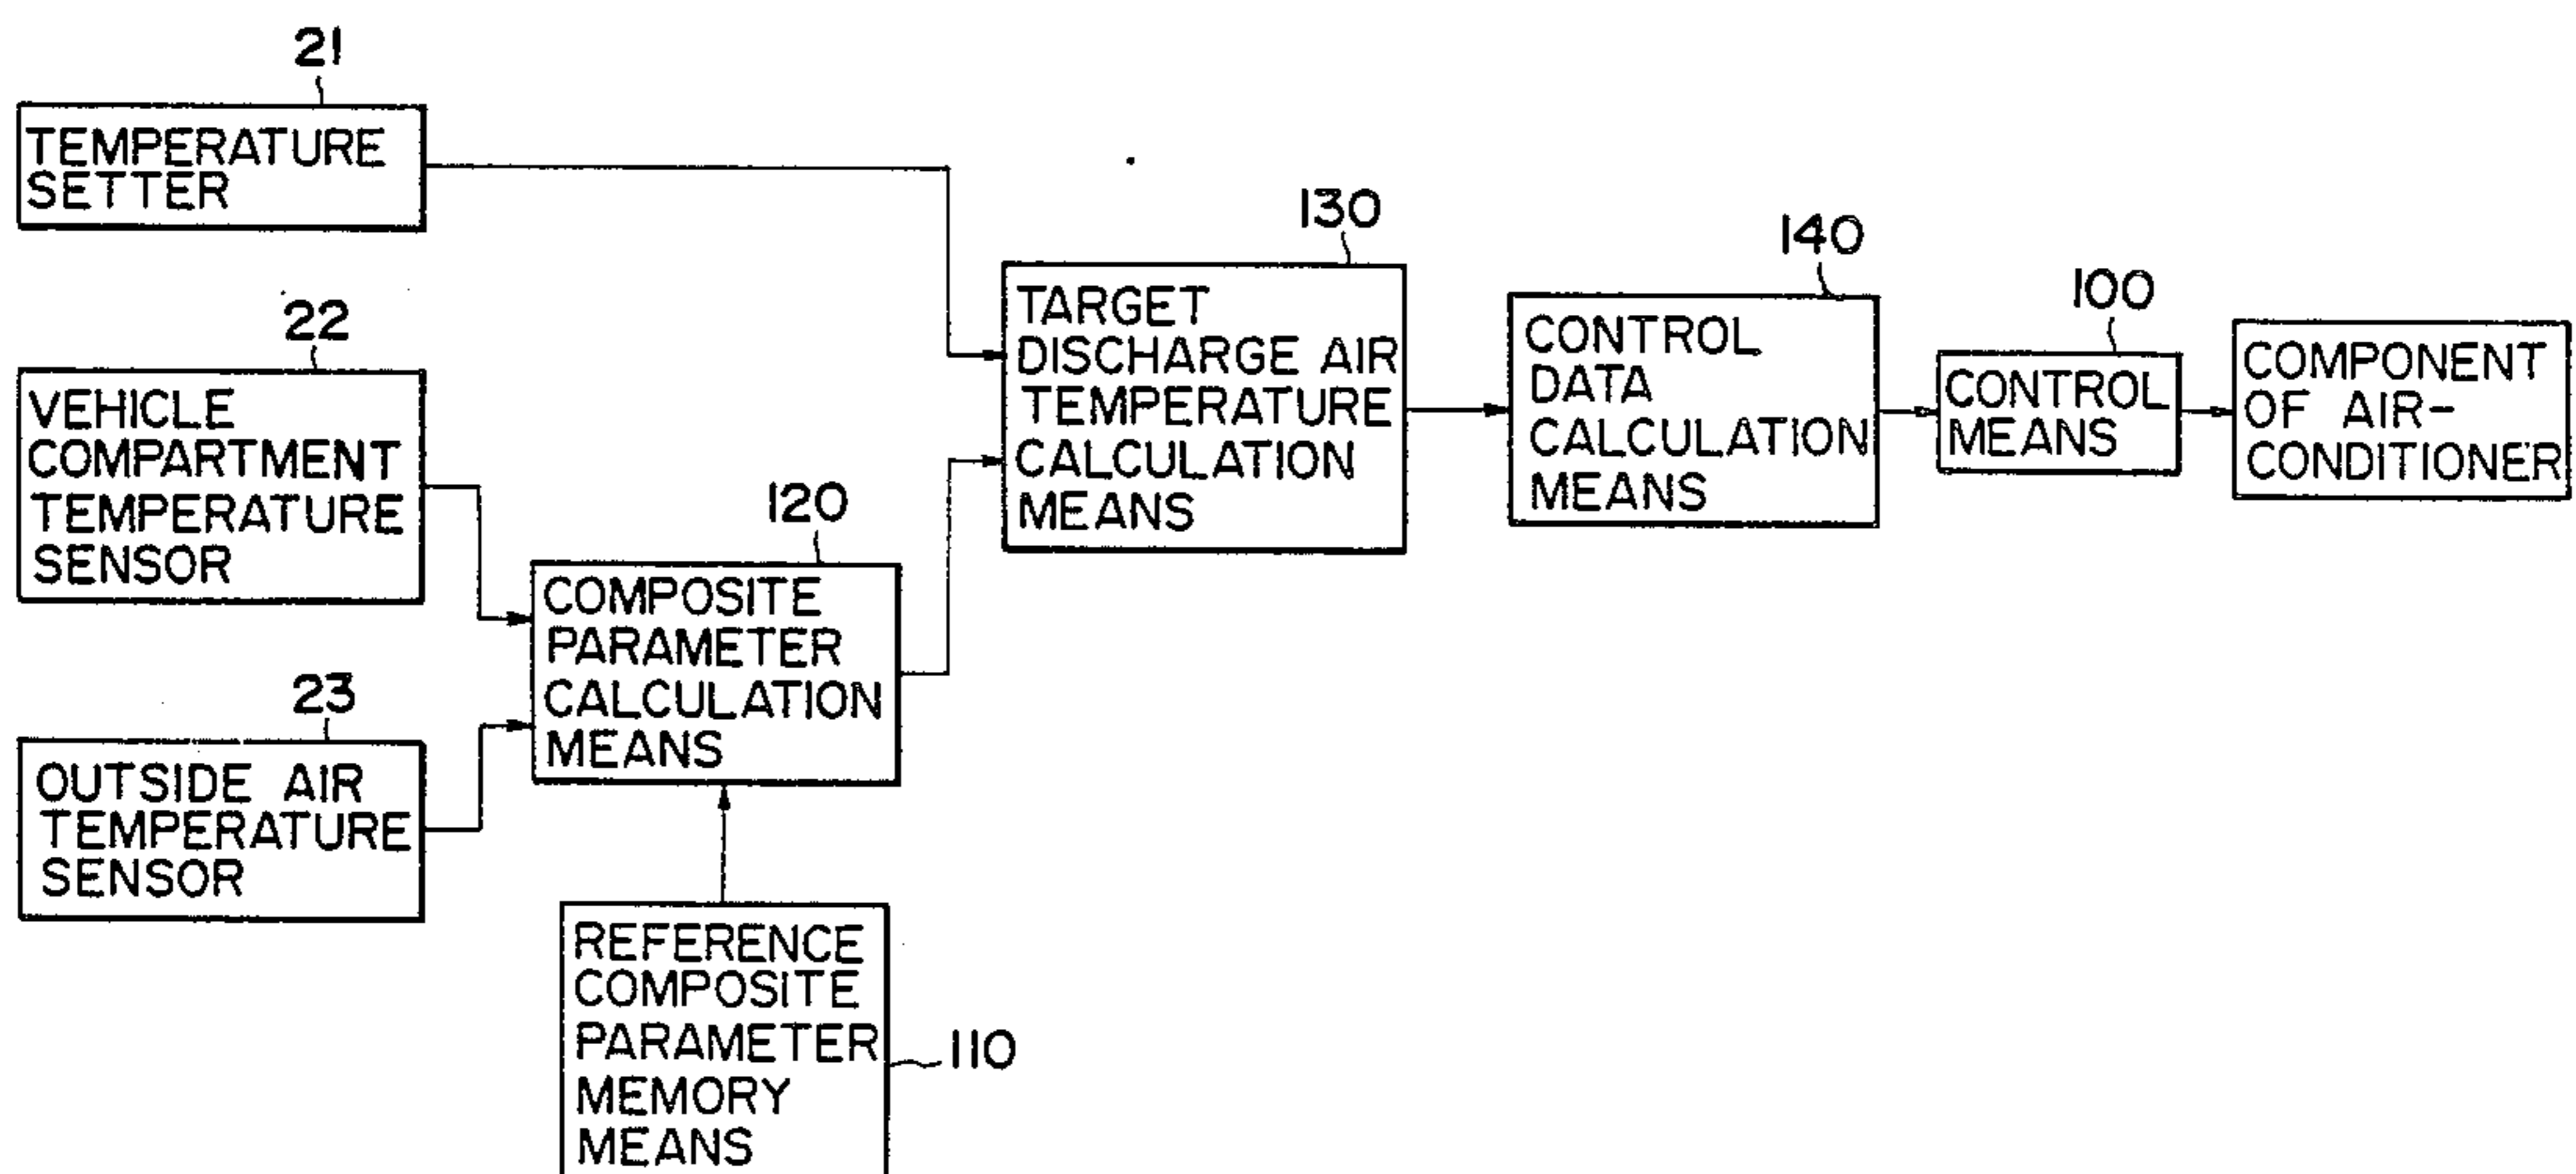 21
TEMPERATURE
SETTER
22
VEHICLE
COMPARTMENT
TEMPERATURE
SENSOR
23
OUTSIDE AIR
TEMPERATURE
SENSOR
120
COMPOSITE
PARAMETER
CALCULATION
MEANS
REFERENCE
COMPOSITE
PARAMETER
MEMORY
MEANS
110
130
TARGET
DISCHARGE AIR
TEMPERATURE
CALCULATION
MEANS
140
CONTROL
DATA
CALCULATION
MEANS
100
CONTROL
MEANS
COMPONENT
OF AIR-
CONDITIONER